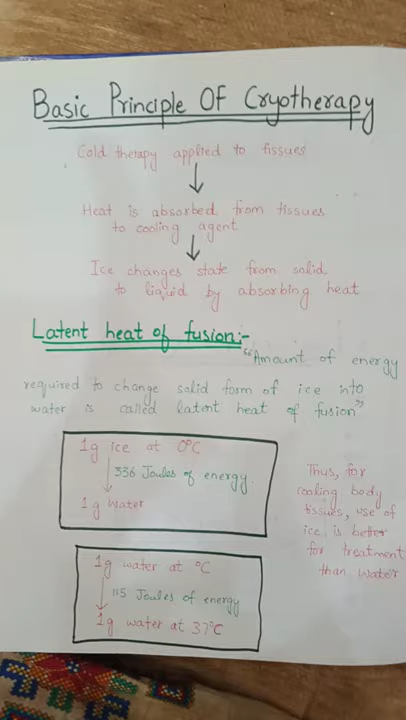 Basic Principle Of Cryotherapy
Cold therapy applied to tissues
↓
Heat is absorbed from tissues
to cooling agent
↓
Ice changes state from solid
to liquid by absorbing heat
Latent heat of fusion:-
"Amount of energy
required to change solid form of ice into
water is called latent heat of fusion"
1g ice at 0°C
↓ 336 Joules of energy
1g water
Thus, for
cooling body
tissues, use of
ice is better
for treatment
than water
1g water at °C
↓ 115 Joules of energy
1g water at 37°C